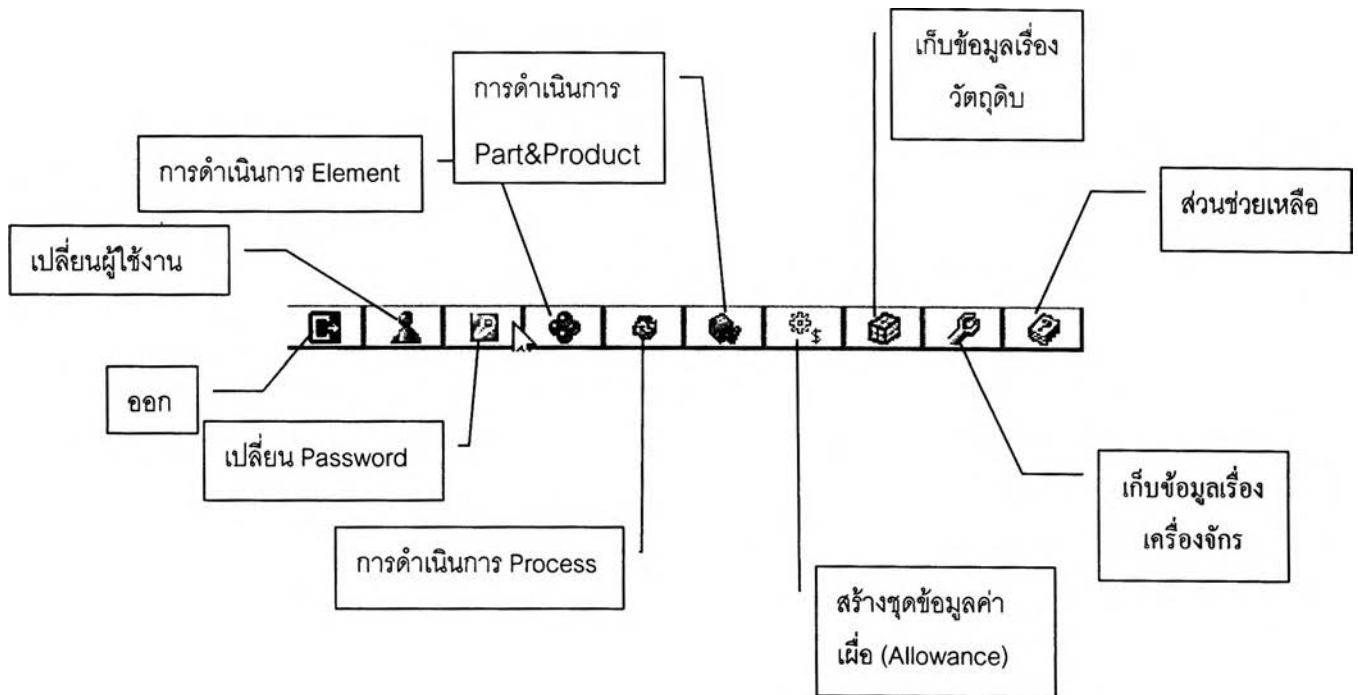 เก็บข้อมูลเรื่อง
วัตถุดิบ
การดำเนินการ
Part&Product
การดำเนินการ Element
ส่วนช่วยเหลือ
เปลี่ยนผู้ใช้งาน
$
?
ออก
เปลี่ยน Password
เก็บข้อมูลเรื่อง
เครื่องจักร
การดำเนินการ Process
สร้างชุดข้อมูลค่า
เผื่อ (Allowance)